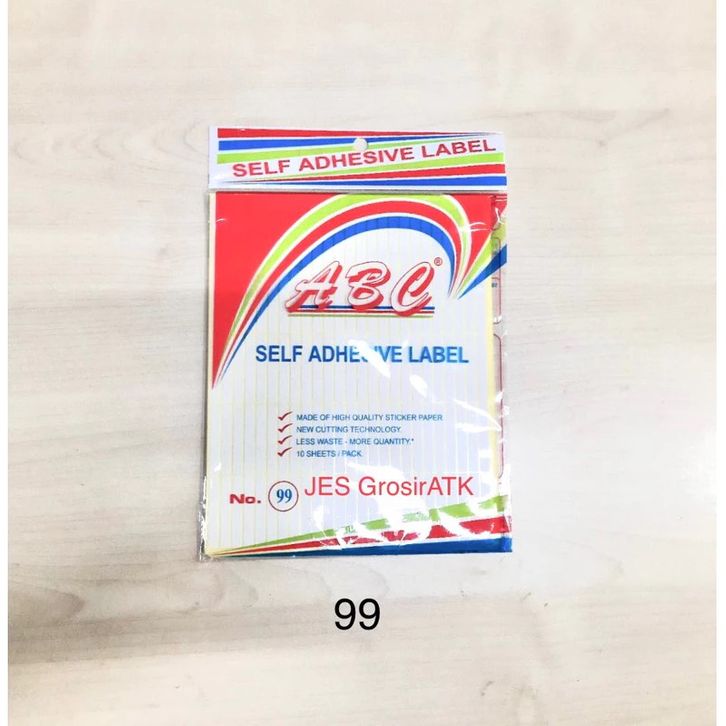 SELF ADHESIVE LABEL
ABC®
SELF ADHESIVE LABEL
✓ MADE OF HIGH QUALITY STICKER PAPER
✓ NEW CUTTING TECHNOLOGY.
✓ LESS WASTE - MORE QUANTITY.*
✓ 10 SHEETS / PACK.
No. 99 JES GrosirATK
99